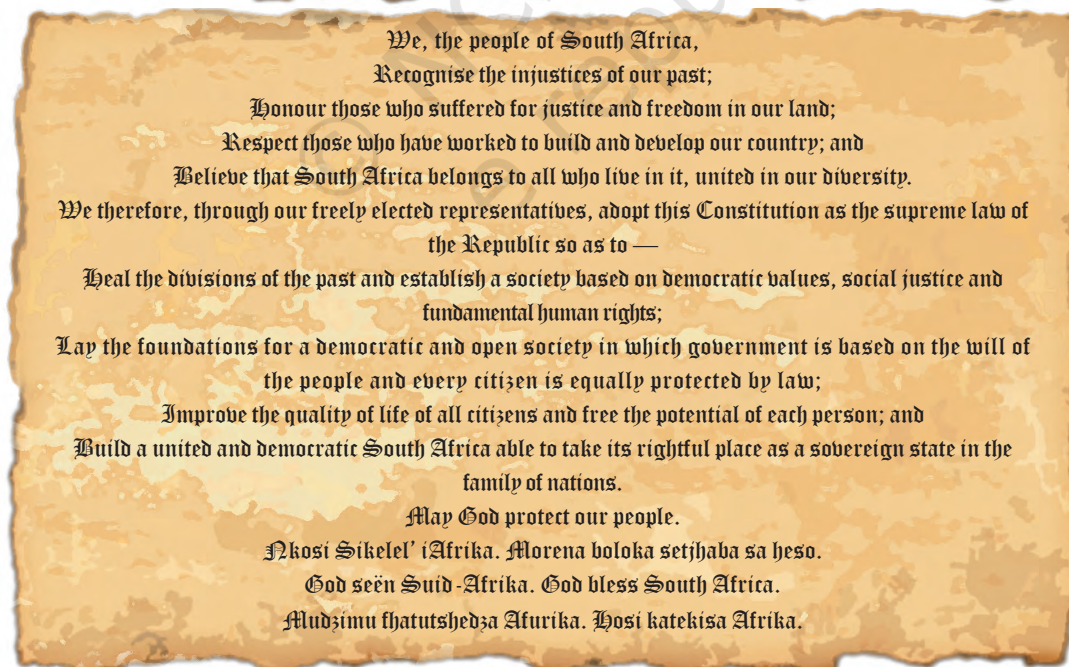 We, the people of South Africa,
Recognise the injustices of our past;
Honour those who suffered for justice and freedom in our land;
Respect those who have worked to build and develop our country; and
Believe that South Africa belongs to all who live in it, united in our diversity.
We therefore, through our freely elected representatives, adopt this Constitution as the supreme law of
the Republic so as to —
Heal the divisions of the past and establish a society based on democratic values, social justice and
fundamental human rights;
Lay the foundations for a democratic and open society in which government is based on the will of
the people and every citizen is equally protected by law;
Improve the quality of life of all citizens and free the potential of each person; and
Build a united and democratic South Africa able to take its rightful place as a sovereign state in the
family of nations.
May God protect our people.
Nkosi Sikelel’ iAfrika. Morena boloka setjhaba sa heso.
God seën Suid-Afrika. God bless South Africa.
Mudzimu fhatutshedza Afurika. Hosi katekisa Afrika.